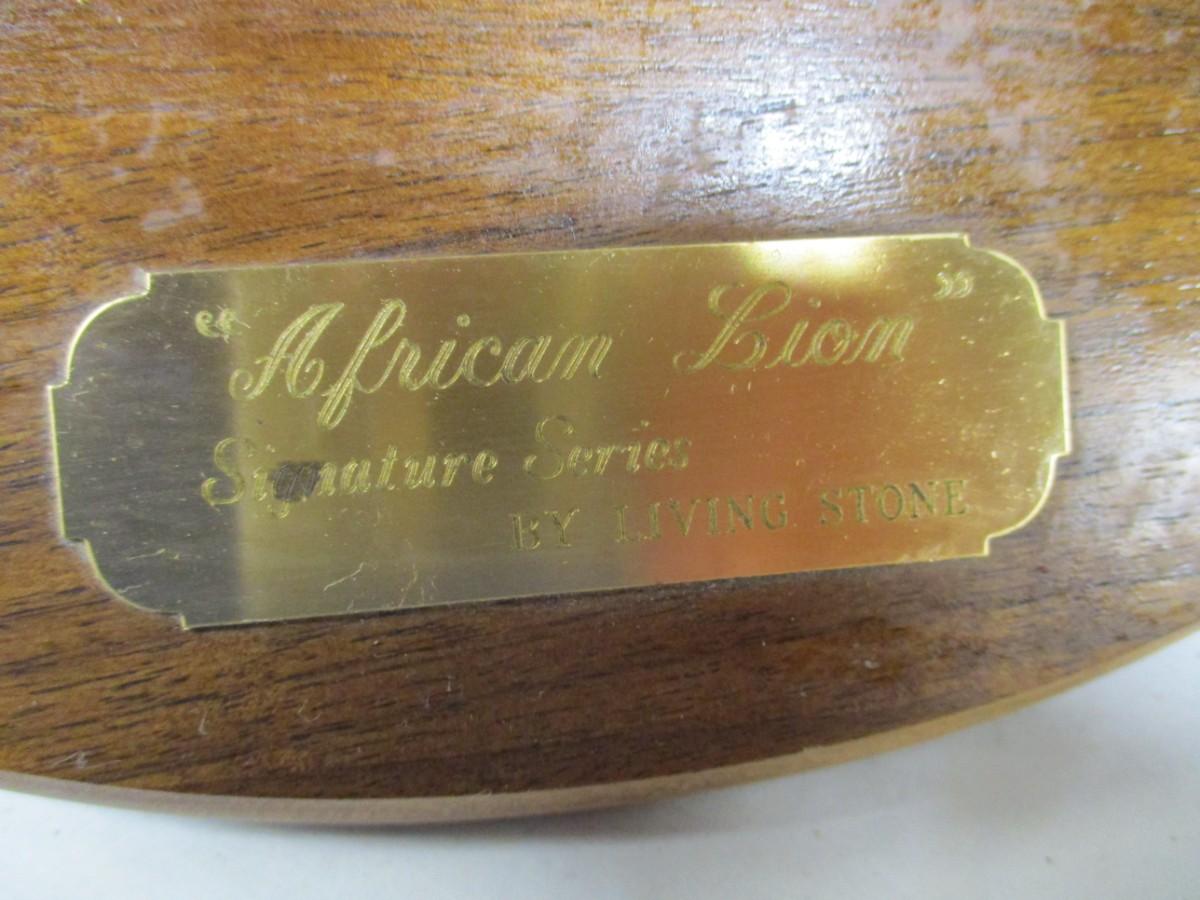 “African Lion”
Signature Series
BY LIVING STONE